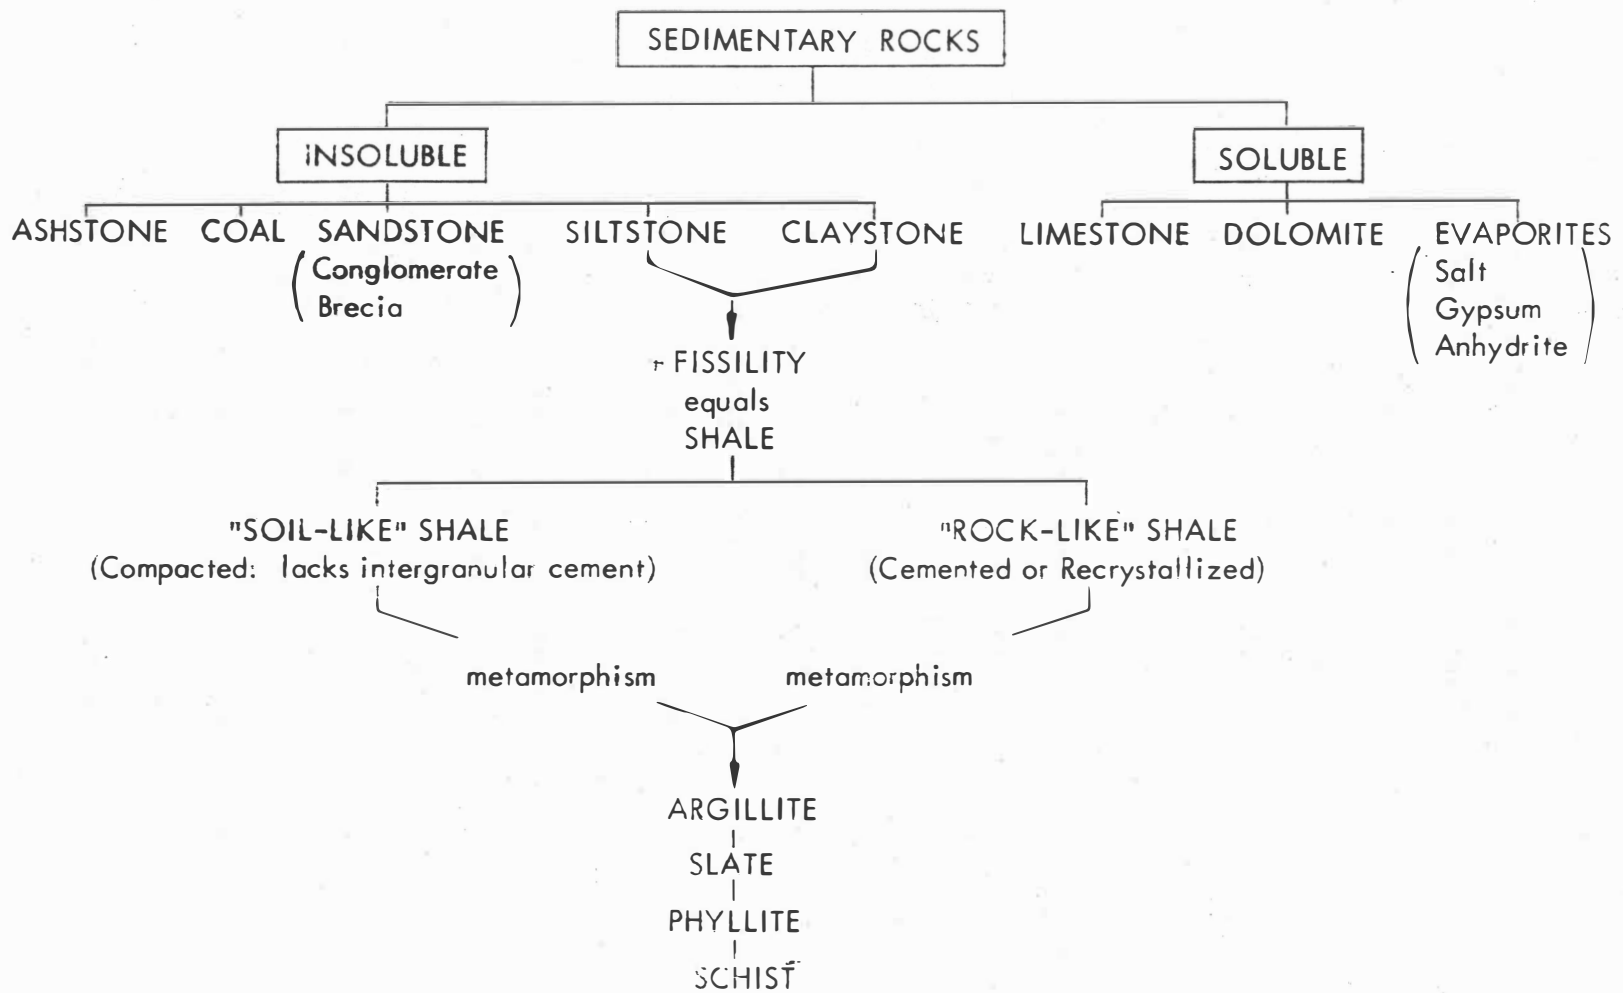 SEDIMENTARY ROCKS
INSOLUBLE
SOLUBLE
ASHSTONE COAL SANDSTONE SILTSTONE CLAYSTONE LIMESTONE DOLOMITE EVAPORITES
(Conglomerate
Brecia)
(Salt
Gypsum
Anhydrite)
+ FISSILITY
equals
SHALE
"SOIL-LIKE" SHALE
(Compacted: lacks intergranular cement)
"ROCK-LIKE" SHALE
(Cemented or Recrystallized)
metamorphism metamorphism
ARGILLITE
SLATE
PHYLLITE
SCHIST